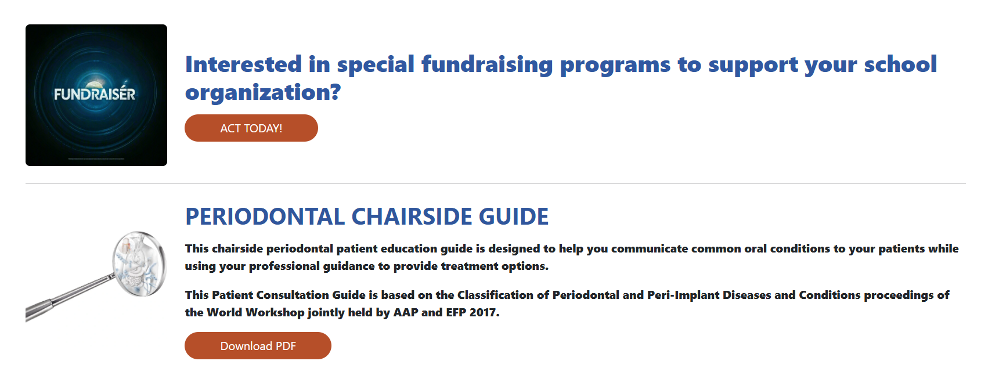 FUNDRAISÉR
Interested in special fundraising programs to support your school
organization?
ACT TODAY!
PERIODONTAL CHAIRSIDE GUIDE
This chairside periodontal patient education guide is designed to help you communicate common oral conditions to your patients while
using your professional guidance to provide treatment options.
This Patient Consultation Guide is based on the Classification of Periodontal and Peri-Implant Diseases and Conditions proceedings of
the World Workshop jointly held by AAP and EFP 2017.
Download PDF